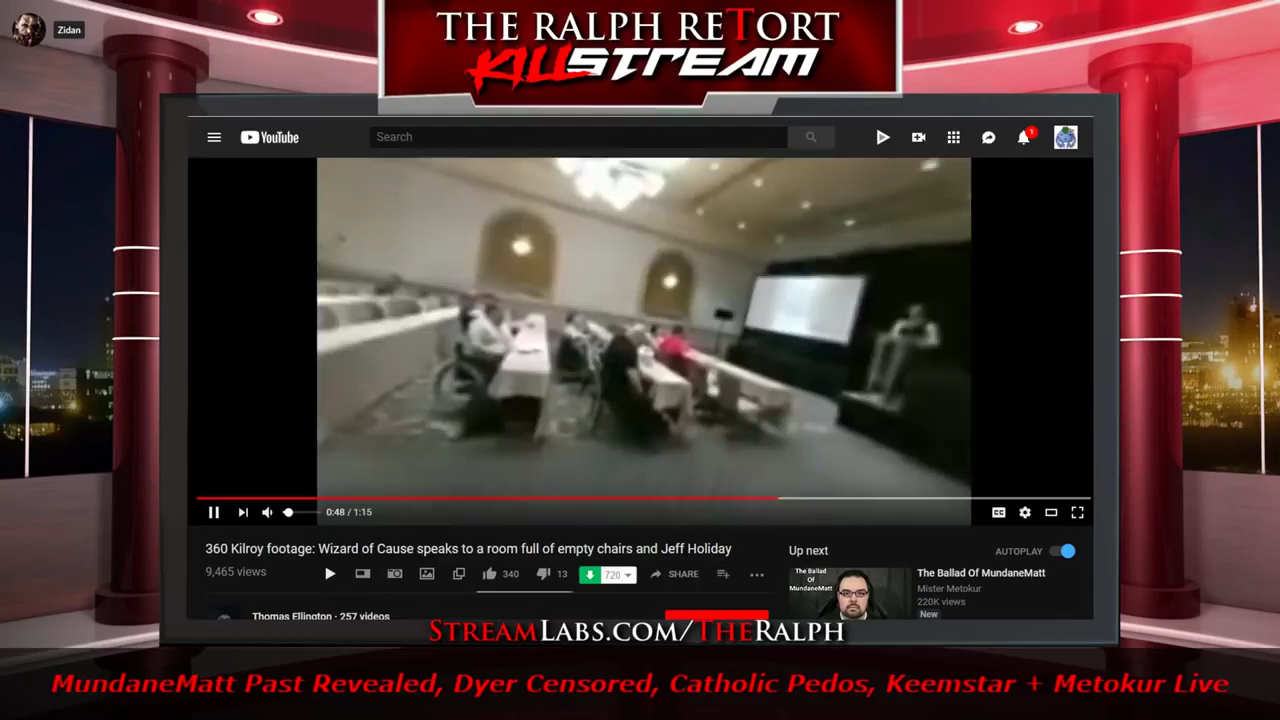 Zidan
THE RALPH RETORT
KILLSTREAM
YouTube
Search
1
0:48 / 1:15
CC
360 Kilroy footage: Wizard of Cause speaks to a room full of empty chairs and Jeff Holiday
9,465 views
340
13
720
SHARE
Up next
AUTOPLAY
The Ballad
Of
MundaneMatt
The Ballad Of MundaneMatt
Mister Metokur
220K views
New
Thomas Ellington · 257 videos
STREAMLABS.COM/THERALPH
MundaneMatt Past Revealed, Dyer Censored, Catholic Pedos, Keemstar + Metokur Live